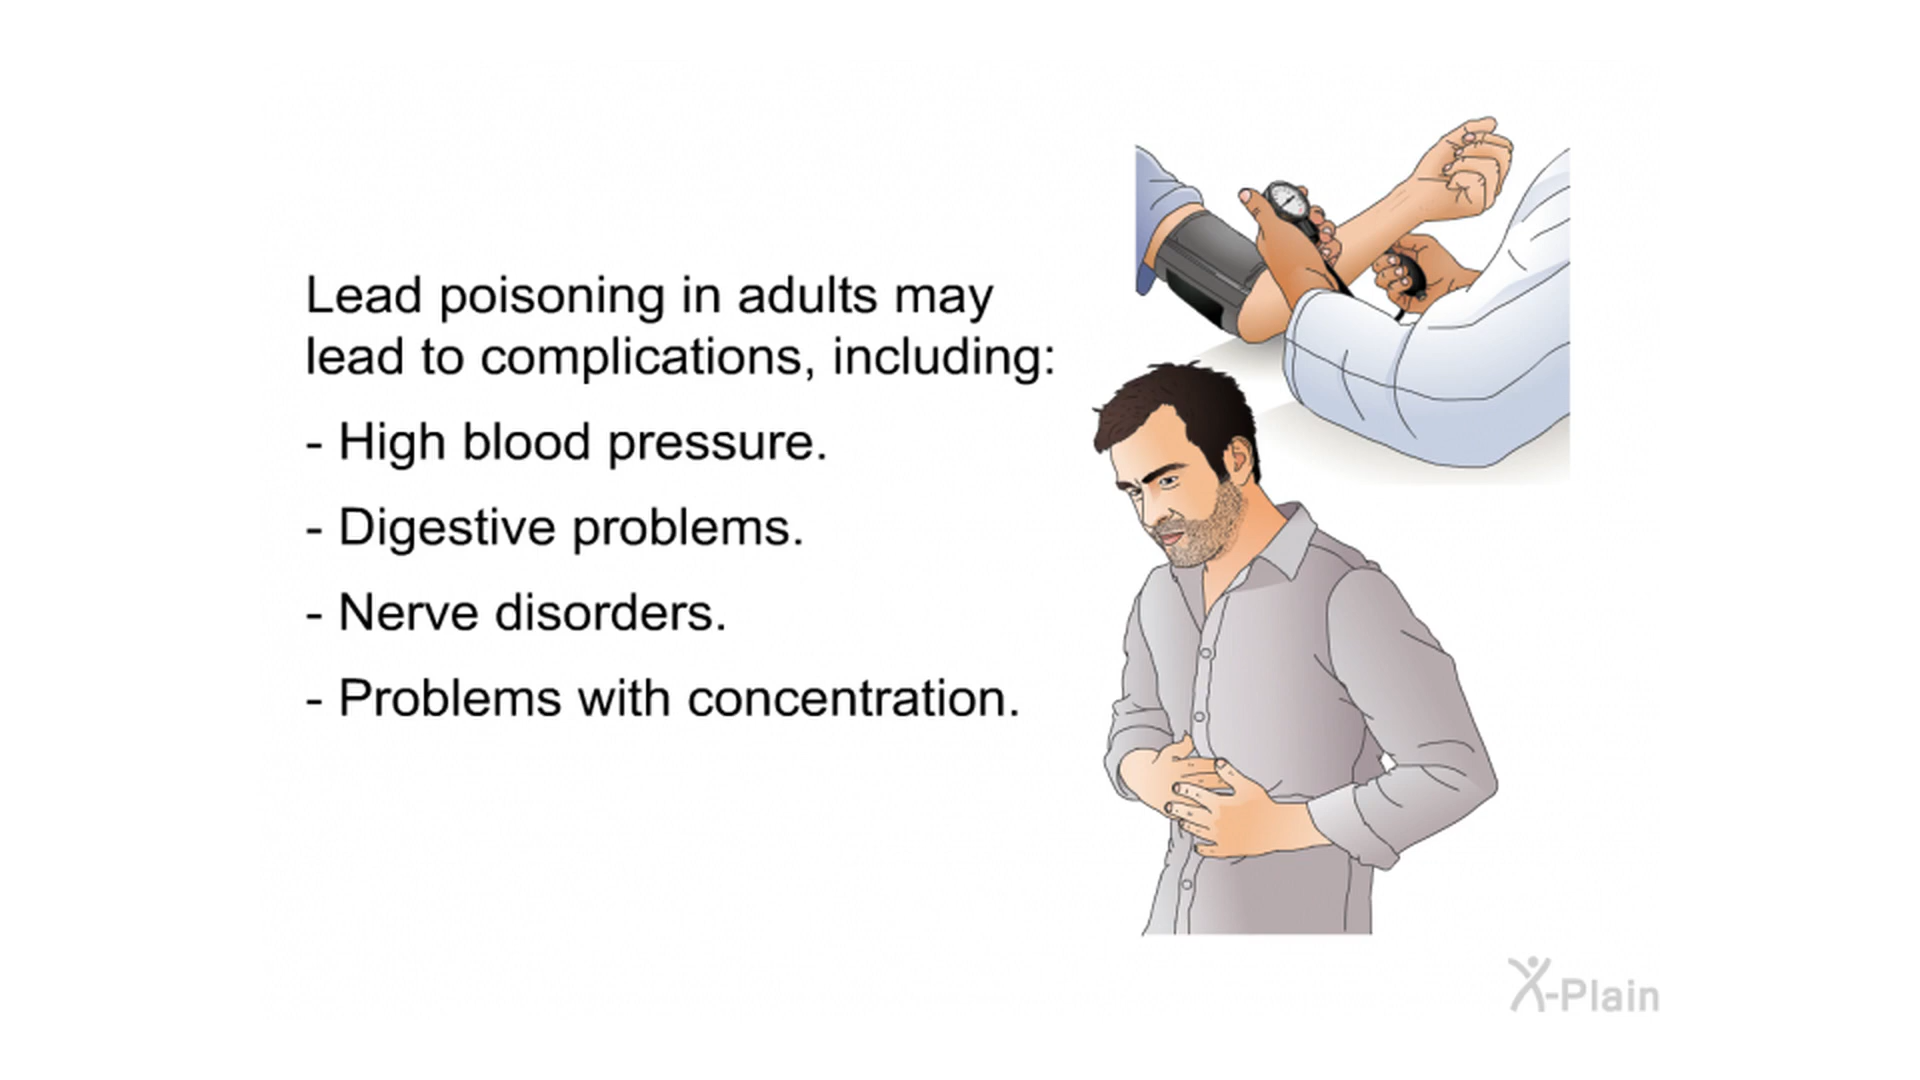 Lead poisoning in adults may
lead to complications, including:
- High blood pressure.
- Digestive problems.
- Nerve disorders.
- Problems with concentration.
X-Plain